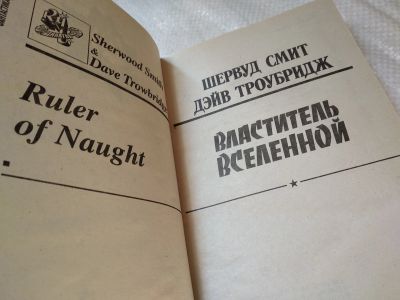 Sherwood Smith
& Dave Trowbridge
Ruler
of Naught
ШЕРВУД СМИТ
ДЭЙВ ТРОУБРИДЖ
ВЛАСТИТЕЛЬ
ВСЕЛЕННОЙ